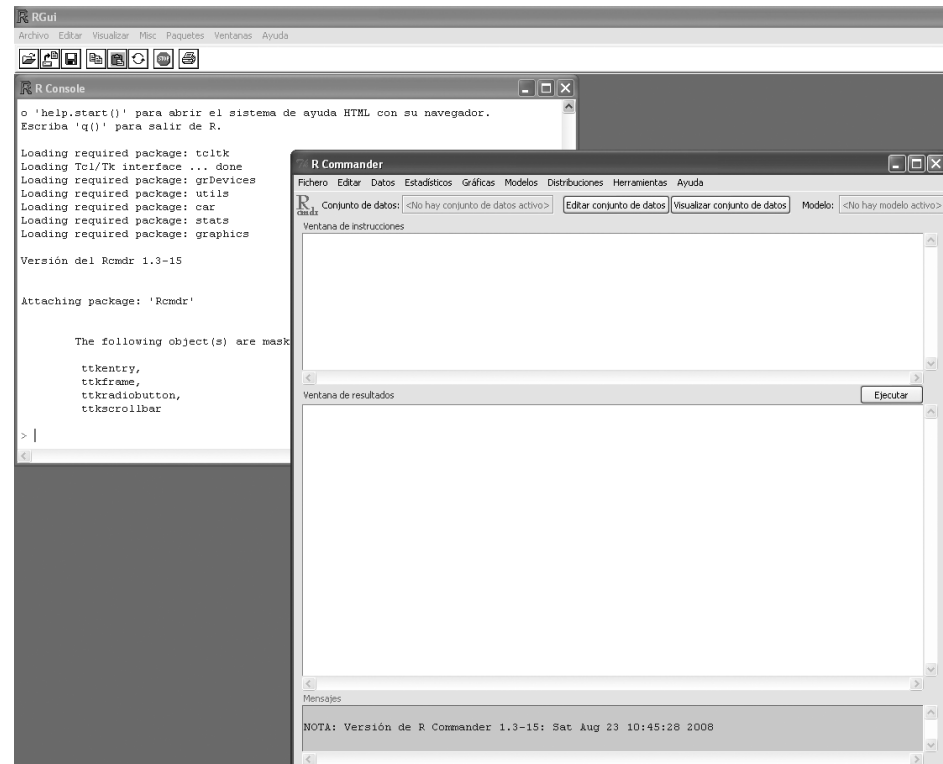 RGui
Archivo Editar Visualizar Misc Paquetes Ventanas Ayuda
STOP
R Console
o 'help.start()' para abrir el sistema de ayuda HTML con su navegador.
Escriba 'q()' para salir de R.
Loading required package: tcltk
Loading Tcl/Tk interface ... done
Loading required package: grDevices
Loading required package: utils
Loading required package: car
Loading required package: stats
Loading required package: graphics
Versión del Rcmdr 1.3-15
Attaching package: 'Rcmdr'
The following object(s) are mask
ttkentry,
ttkframe,
ttkradiobutton,
ttkscrollbar
>
R Commander
Fichero Editar Datos Estadísticos Gráficas Modelos Distribuciones Herramientas Ayuda
R cmdr Conjunto de datos: <No hay conjunto de datos activo> Editar conjunto de datos Visualizar conjunto de datos Modelo: <No hay modelo activo>
Ventana de instrucciones
Ventana de resultados Ejecutar
Mensajes
NOTA: Versión de R Commander 1.3-15: Sat Aug 23 10:45:28 2008